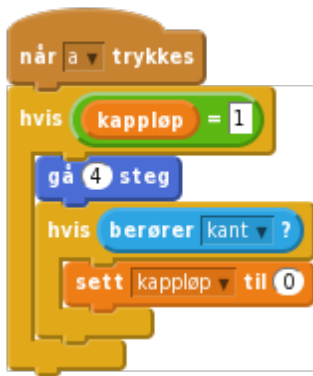 når a trykkes
hvis kappløp = 1
gå 4 steg
hvis berører kant ?
sett kappløp til 0